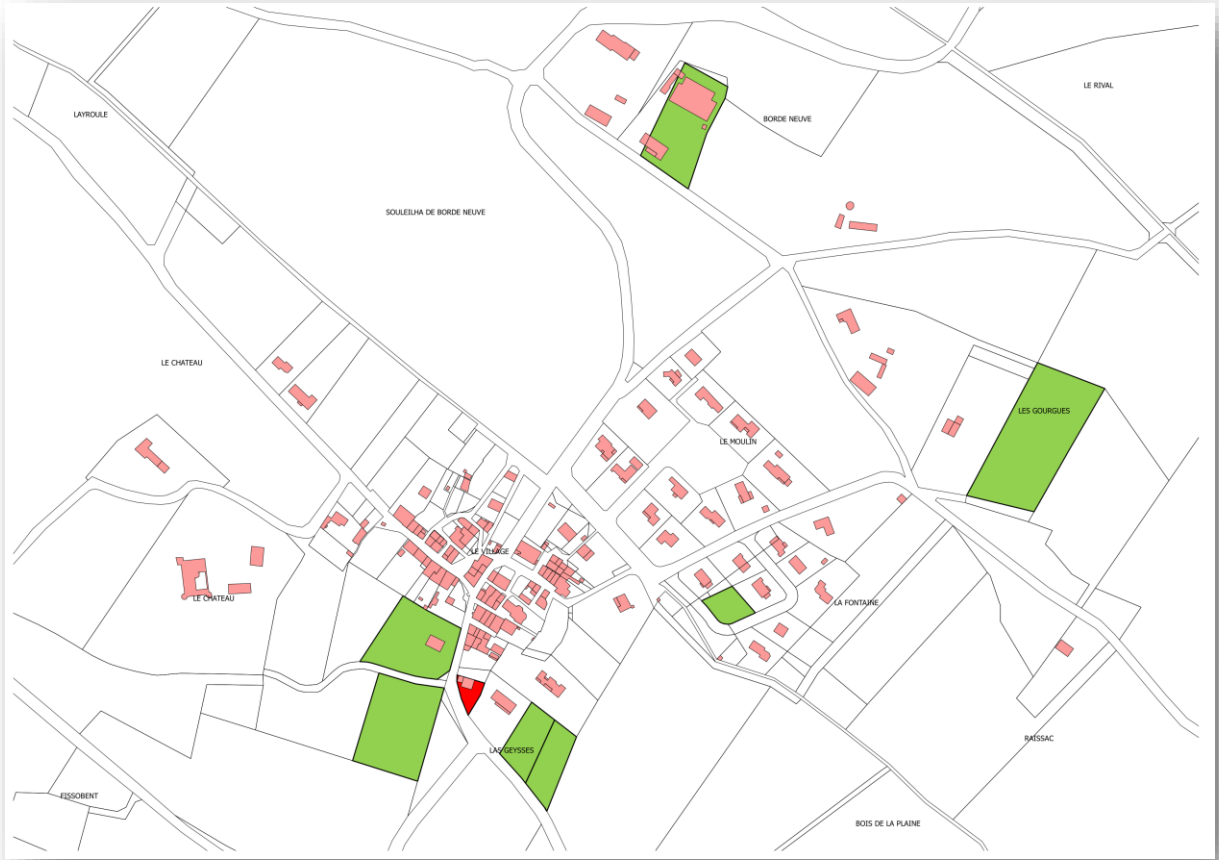 LE RIVAL
LAYROULE
BORDE NEUVE
SOULEILHA DE BORDE NEUVE
LE CHATEAU
LES GOURGUES
LE MOULIN
LE VILLAGE
LE CHATEAU
LA FONTAINE
RAISSAC
LAS GEYSSES
FISSOBENT
BOIS DE LA PLAINE